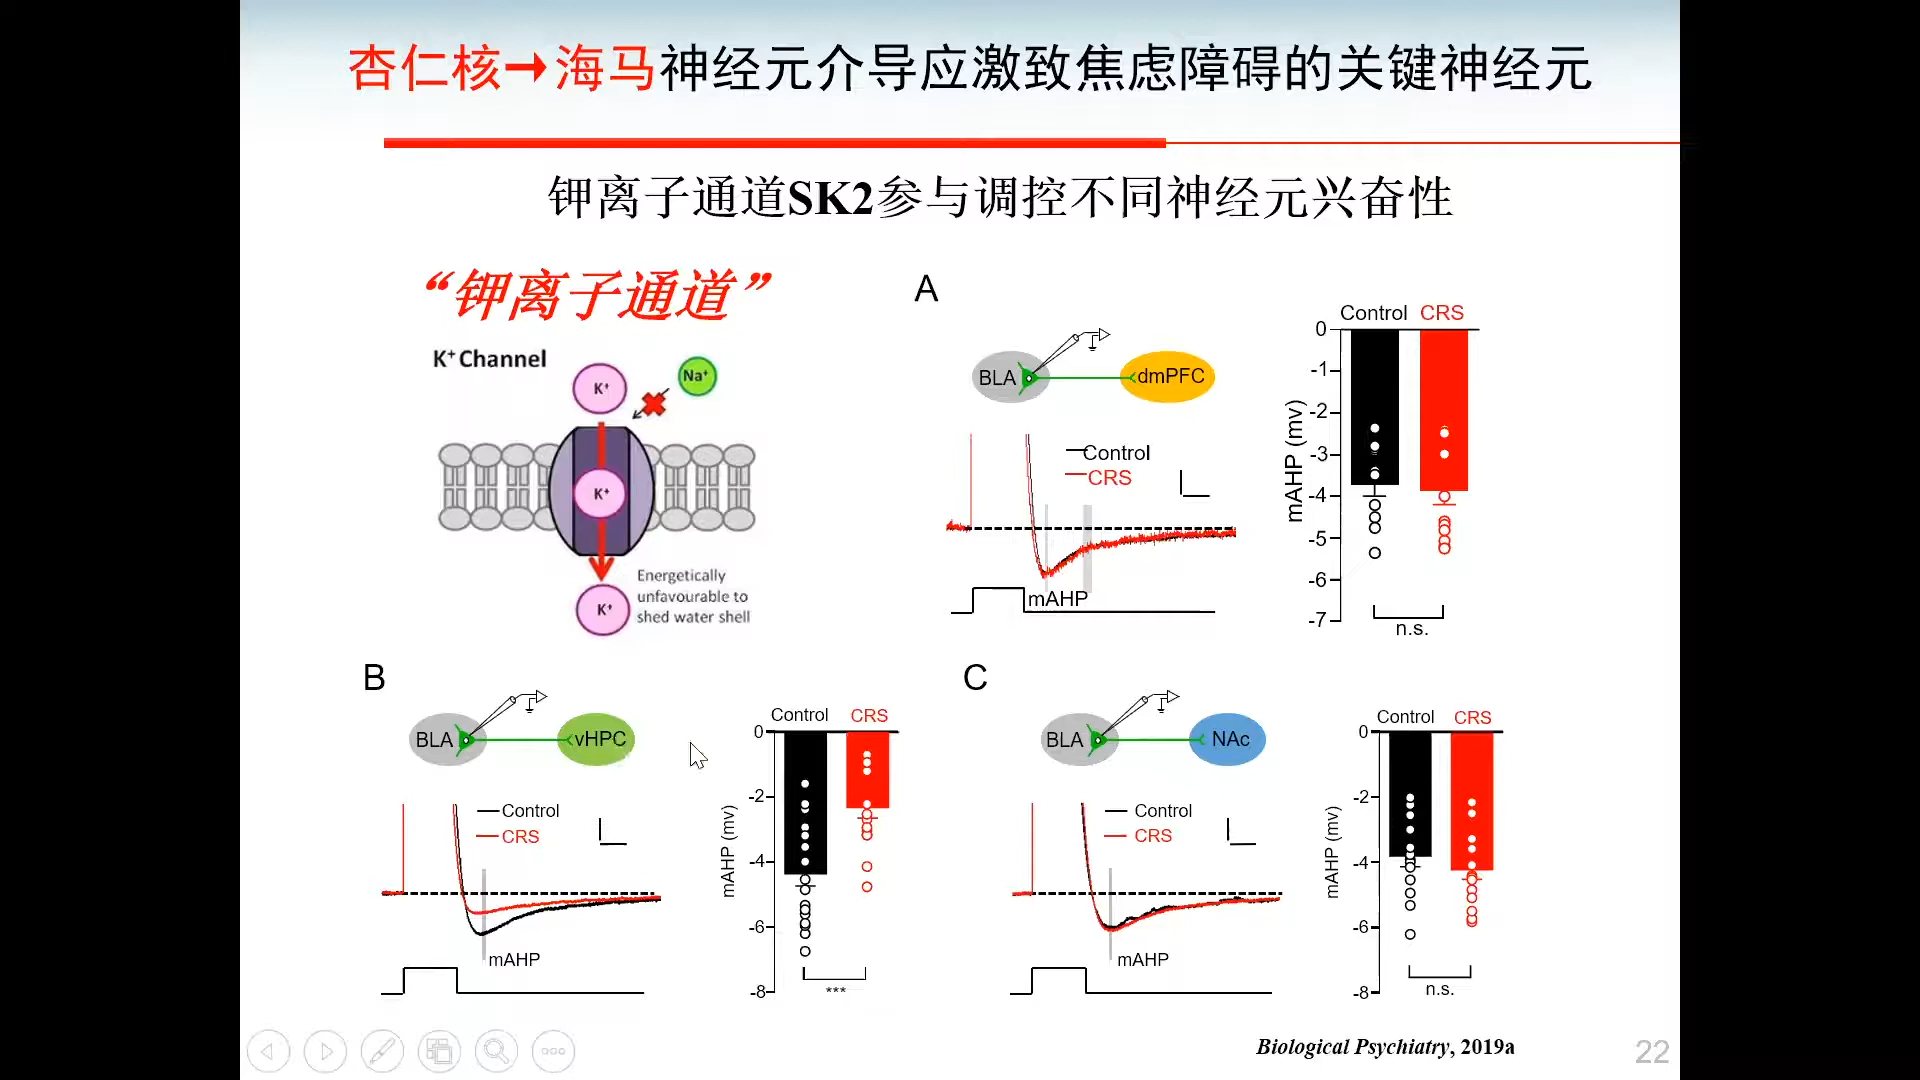 杏仁核→海马神经元介导应激致焦虑障碍的关键神经元
钾离子通道SK2参与调控不同神经元兴奋性
“钾离子通道”
K⁺ Channel
K⁺
Na⁺
K⁺
K⁺
Energetically
unfavourable to
shed water shell
A
BLA
dmPFC
Control
CRS
mAHP
Control CRS
mAHP (mv)
0
-1
-2
-3
-4
-5
-6
-7
n.s.
B
BLA
vHPC
Control
CRS
mAHP
Control CRS
mAHP (mv)
0
-2
-4
-6
-8
***
C
BLA
NAc
Control
CRS
mAHP
Control CRS
mAHP (mv)
0
-2
-4
-6
-8
n.s.
Biological Psychiatry, 2019a
22